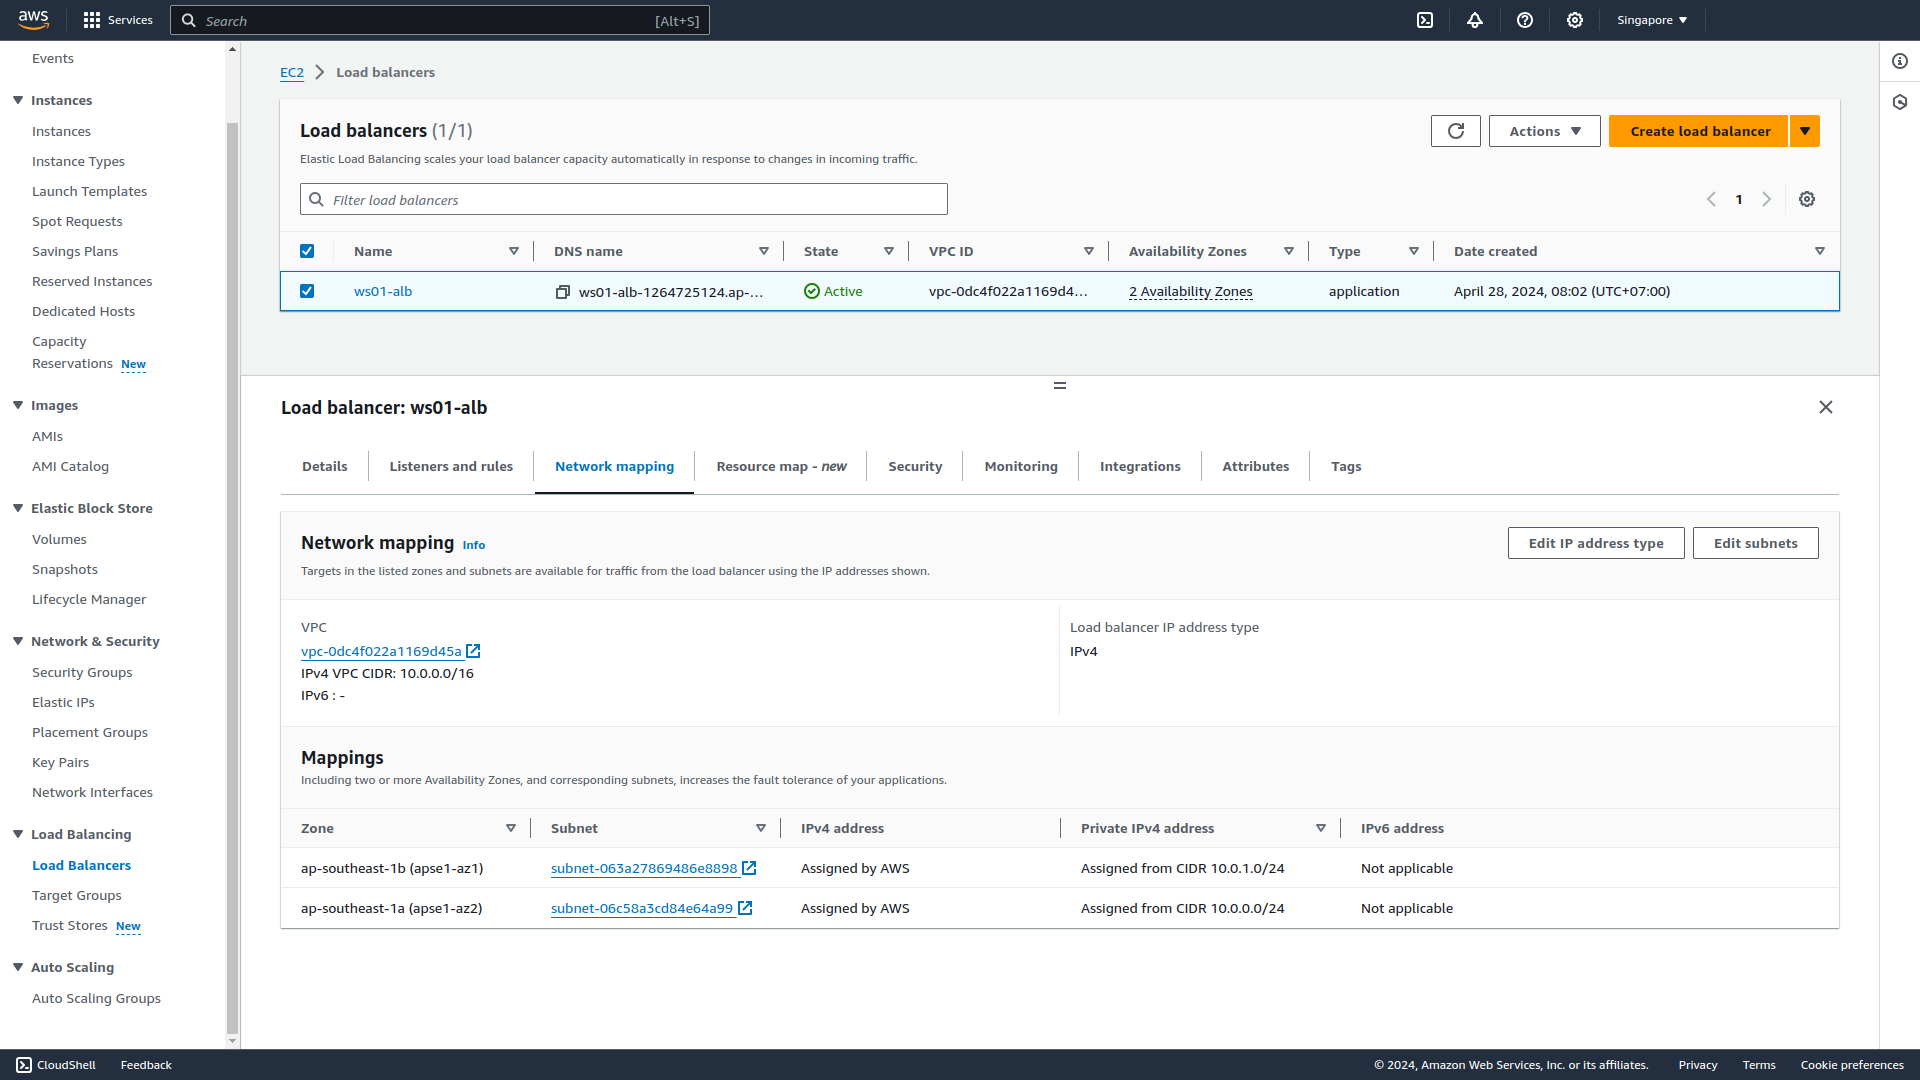 aws
Services
Search
[Alt+S]
Singapore
Events
Instances
Instances
Instance Types
Launch Templates
Spot Requests
Savings Plans
Reserved Instances
Dedicated Hosts
Capacity
Reservations New
Images
AMIs
AMI Catalog
Elastic Block Store
Volumes
Snapshots
Lifecycle Manager
Network & Security
Security Groups
Elastic IPs
Placement Groups
Key Pairs
Network Interfaces
Load Balancing
Load Balancers
Target Groups
Trust Stores New
Auto Scaling
Auto Scaling Groups
EC2 Load balancers
Load balancers (1/1)
Elastic Load Balancing scales your load balancer capacity automatically in response to changes in incoming traffic.
Actions
Create load balancer
Filter load balancers
1
Name DNS name State VPC ID Availability Zones Type Date created
ws01-alb ws01-alb-1264725124.ap-... Active vpc-0dc4f022a1169d4... 2 Availability Zones application April 28, 2024, 08:02 (UTC+07:00)
Load balancer: ws01-alb
Details Listeners and rules Network mapping Resource map - new Security Monitoring Integrations Attributes Tags
Network mapping Info
Edit IP address type Edit subnets
Targets in the listed zones and subnets are available for traffic from the load balancer using the IP addresses shown.
VPC
vpc-0dc4f022a1169d45a
IPv4 VPC CIDR: 10.0.0.0/16
IPv6 : -
Load balancer IP address type
IPv4
Mappings
Including two or more Availability Zones, and corresponding subnets, increases the fault tolerance of your applications.
Zone Subnet IPv4 address Private IPv4 address IPv6 address
ap-southeast-1b (apse1-az1) subnet-063a27869486e8898 Assigned by AWS Assigned from CIDR 10.0.1.0/24 Not applicable
ap-southeast-1a (apse1-az2) subnet-06c58a3cd84e64a99 Assigned by AWS Assigned from CIDR 10.0.0.0/24 Not applicable
CloudShell Feedback © 2024, Amazon Web Services, Inc. or its affiliates. Privacy Terms Cookie preferences